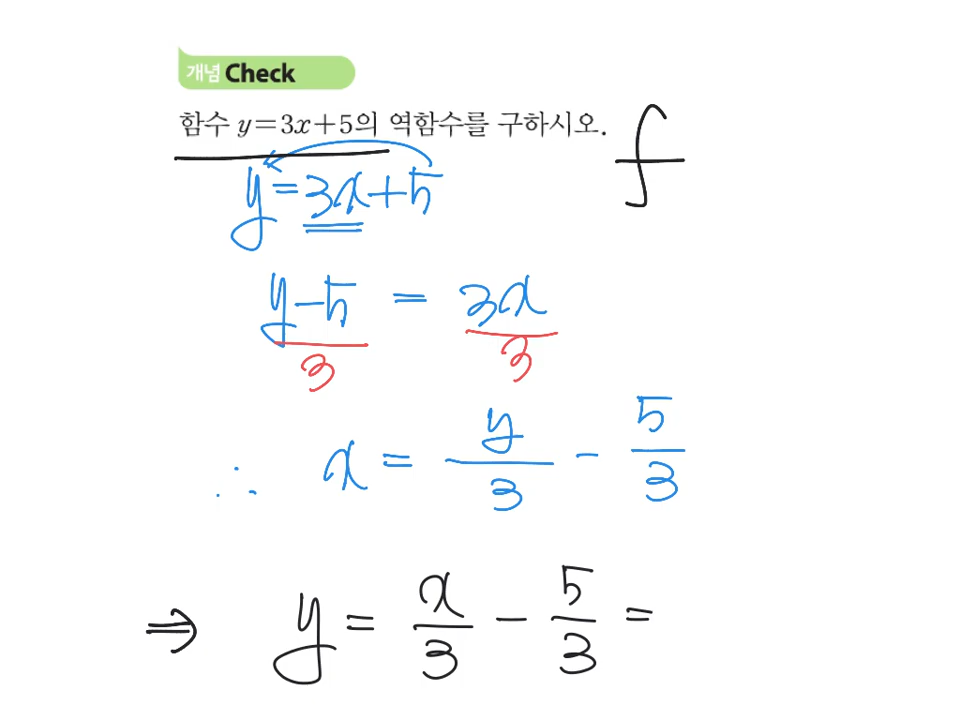 개념 Check
함수 y=3x+5의 역함수를 구하시오.
f
y=3x+5
y-5 = 3x
3 3
∴ x = y/3 - 5/3
⇒ y = x/3 - 5/3 =